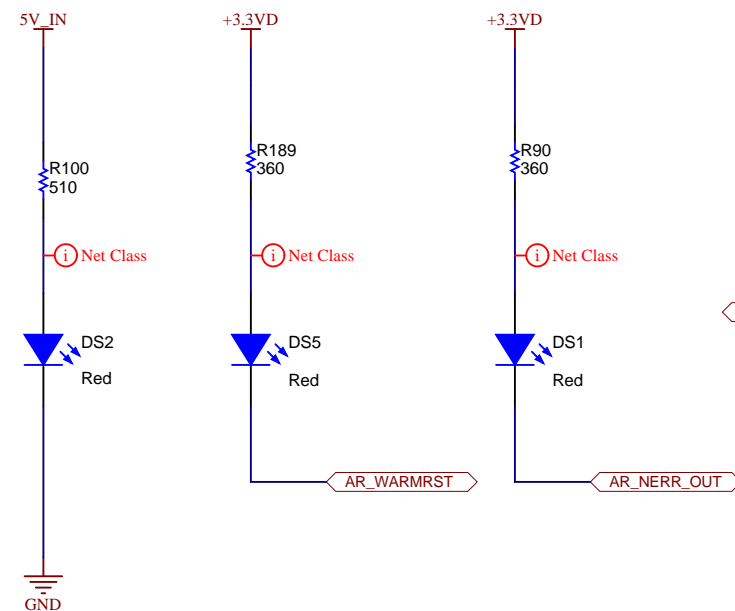 5V_IN
R100
510
i Net Class
DS2
Red
GND
+3.3VD
R189
360
i Net Class
DS5
Red
AR_WARMRST
+3.3VD
R90
360
i Net Class
DS1
Red
AR_NERR_OUT